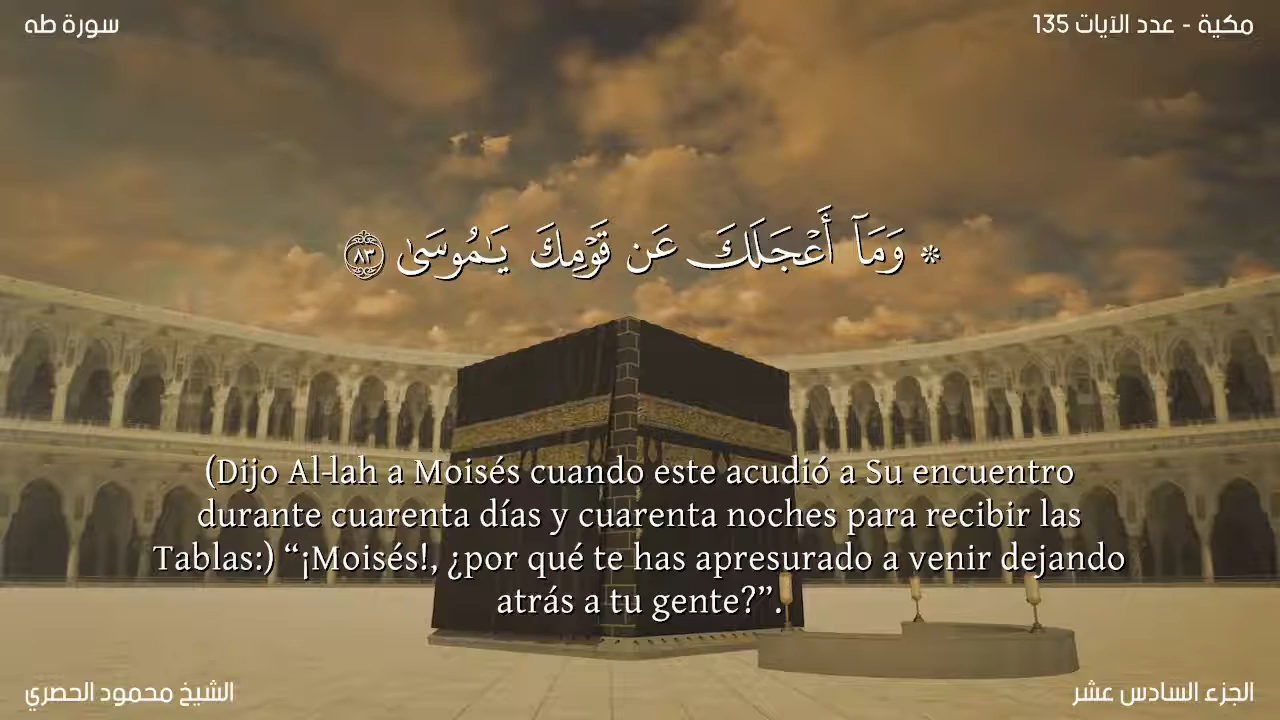 سورة طه
مكية - عدد الآيات 135
* وَمَآ أَعْجَلَكَ عَن قَوْمِكَ يَٰمُوسَىٰ ٨٣
(Dijo Al-lah a Moisés cuando este acudió a Su encuentro
durante cuarenta días y cuarenta noches para recibir las
Tablas:) “¡Moisés!, ¿por qué te has apresurado a venir dejando
atrás a tu gente?”.
الشيخ محمود الحصري
الجزء السادس عشر